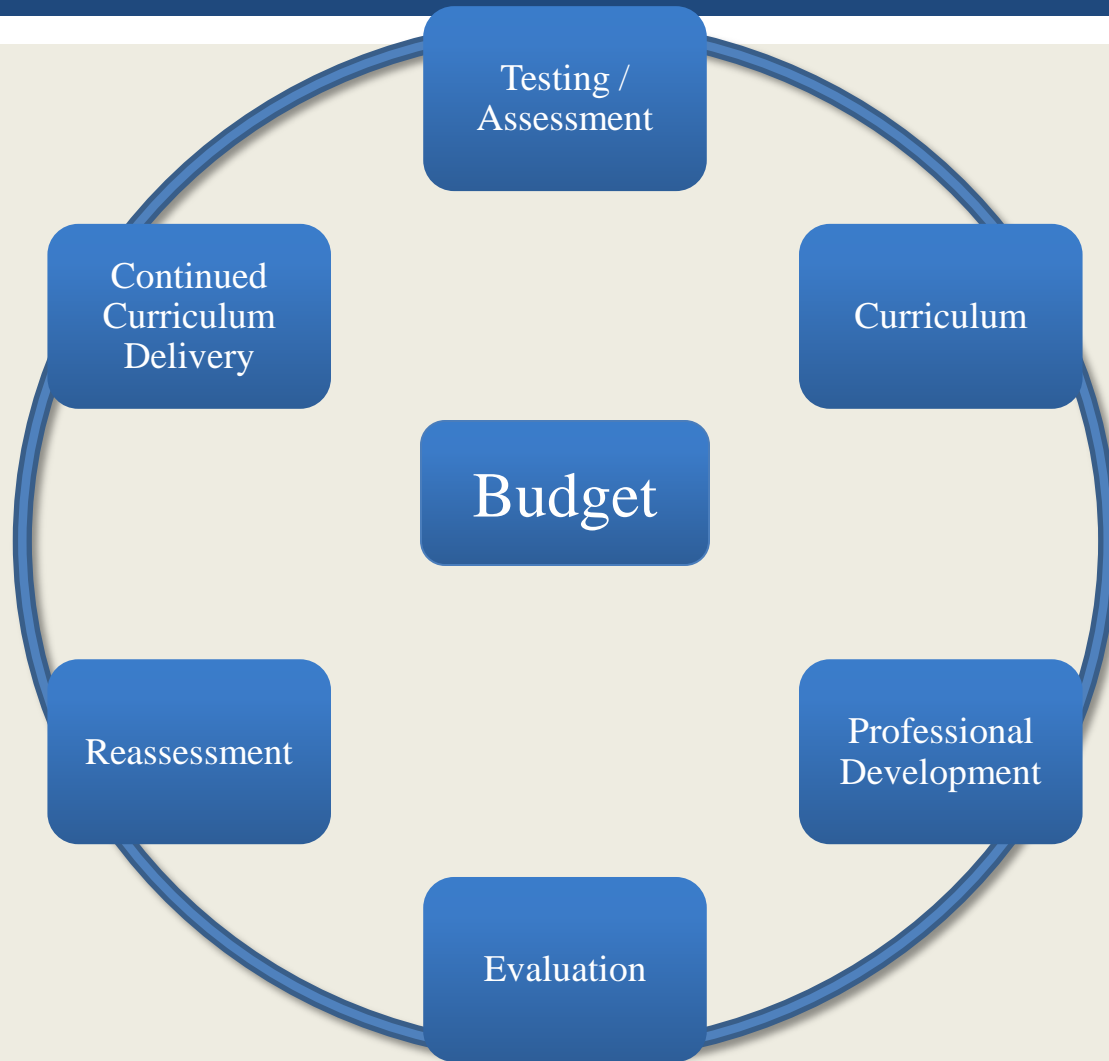 Testing /
Assessment
Continued
Curriculum
Delivery
Curriculum
Budget
Reassessment
Professional
Development
Evaluation